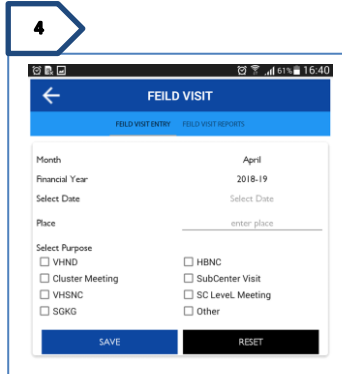 4
61% 16:40
FEILD VISIT
FEILD VISIT ENTRY FEILD VISIT REPORTS
Month April
Financial Year 2018-19
Select Date Select Date
Place enter place
Select Purpose
VHND HBNC
Cluster Meeting SubCenter Visit
VHSNC SC LeveL Meeting
SGKG Other
SAVE RESET